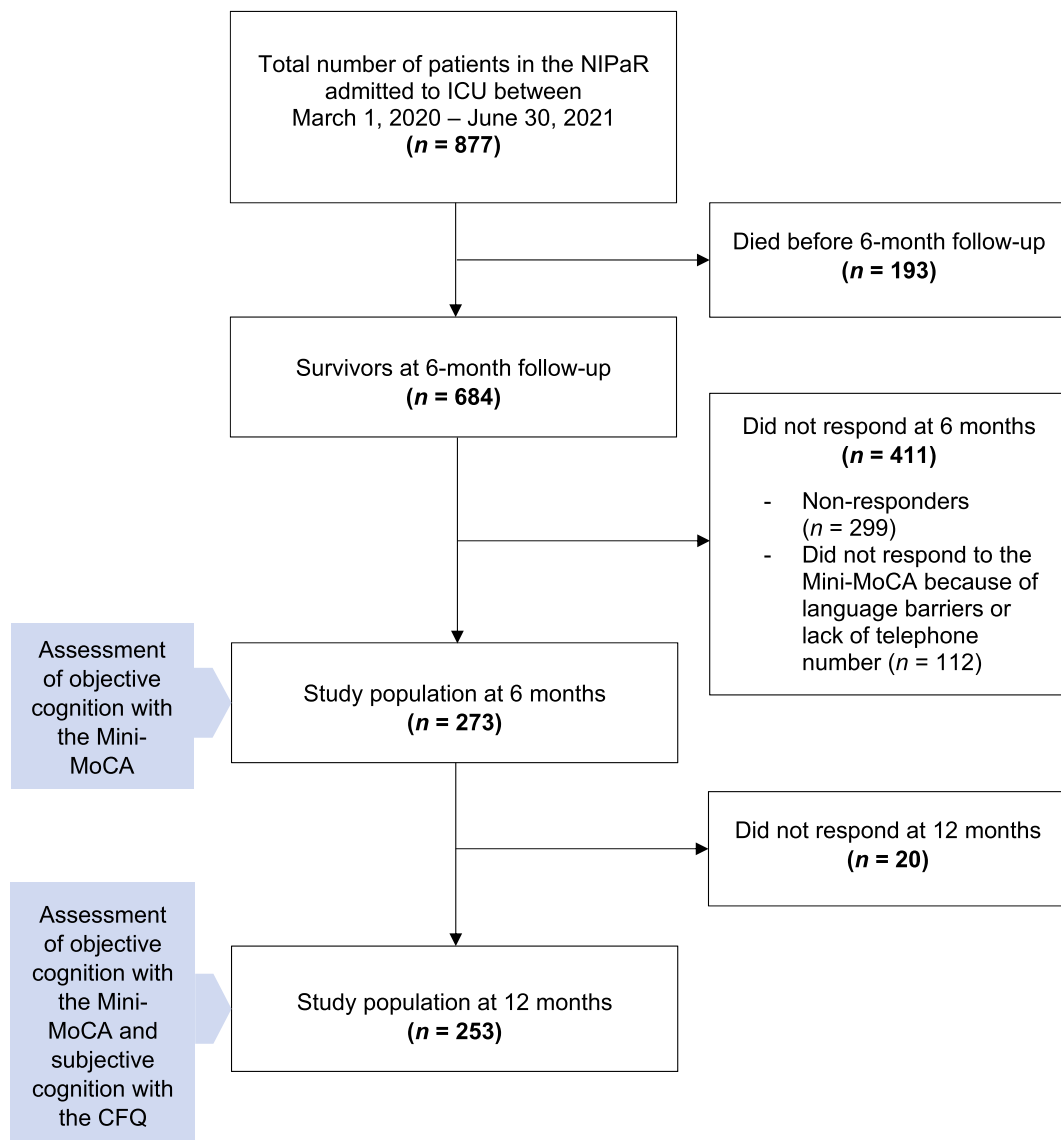 Total number of patients in the NIPaR
admitted to ICU between
March 1, 2020 – June 30, 2021
(n = 877)
Died before 6-month follow-up
(n = 193)
Survivors at 6-month follow-up
(n = 684)
Did not respond at 6 months
(n = 411)
- Non-responders
(n = 299)
- Did not respond to the
Mini-MoCA because of
language barriers or
lack of telephone
number (n = 112)
Assessment
of objective
cognition with
the Mini-
MoCA
Study population at 6 months
(n = 273)
Did not respond at 12 months
(n = 20)
Assessment
of objective
cognition with
the Mini-
MoCA and
subjective
cognition with
the CFQ
Study population at 12 months
(n = 253)